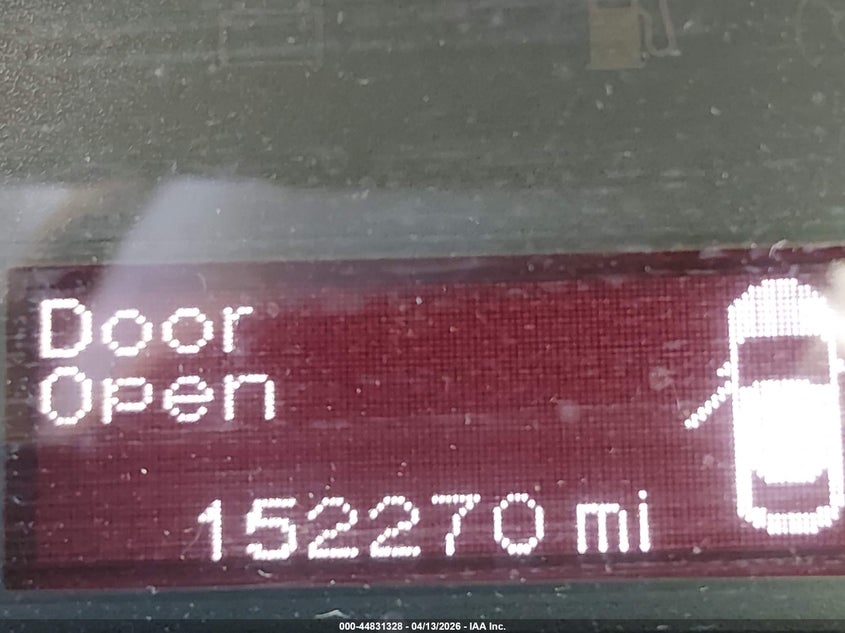 Door
Open
152270 mi
000-44831328 - 04/13/2026 - IAA Inc.